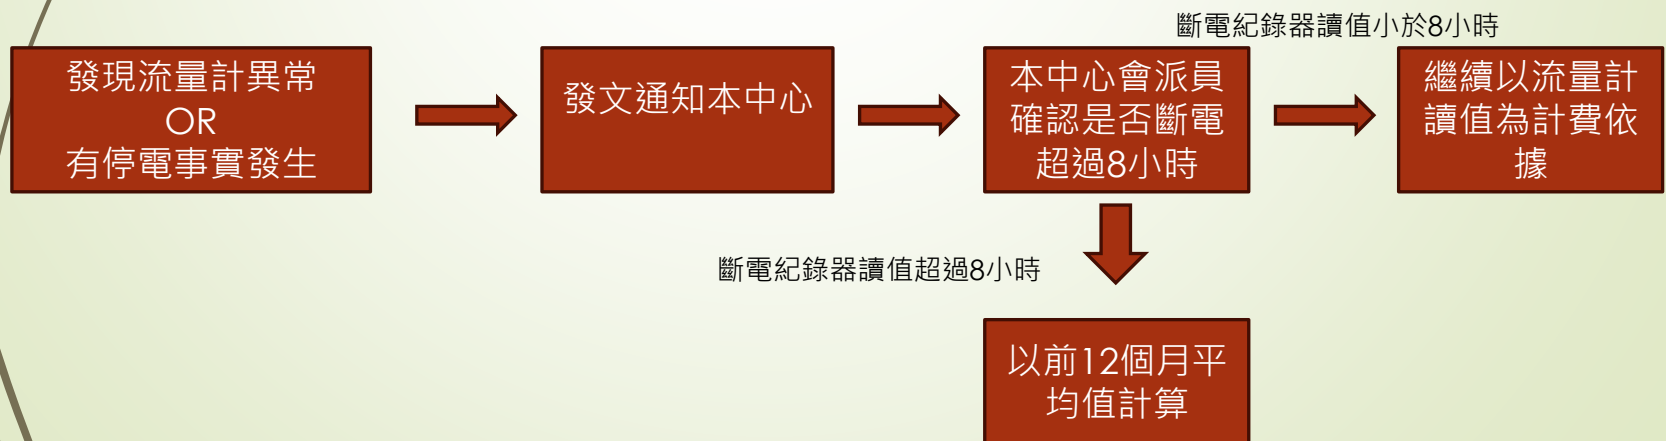 斷電紀錄器讀值小於8小時
發現流量計異常
OR
有停電事實發生
發文通知本中心
本中心會派員
確認是否斷電
超過8小時
繼續以流量計
讀值為計費依
據
斷電紀錄器讀值超過8小時
以前12個月平
均值計算